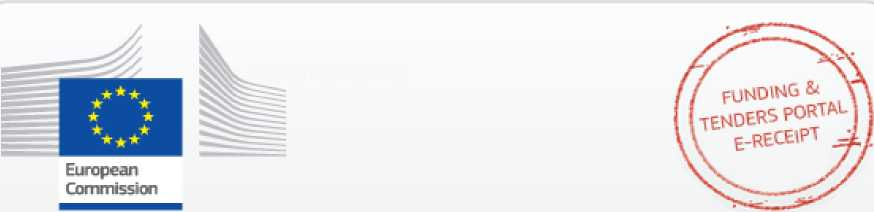 European
Commission
FUNDING &
TENDERS PORTAL
E-RECEIPT